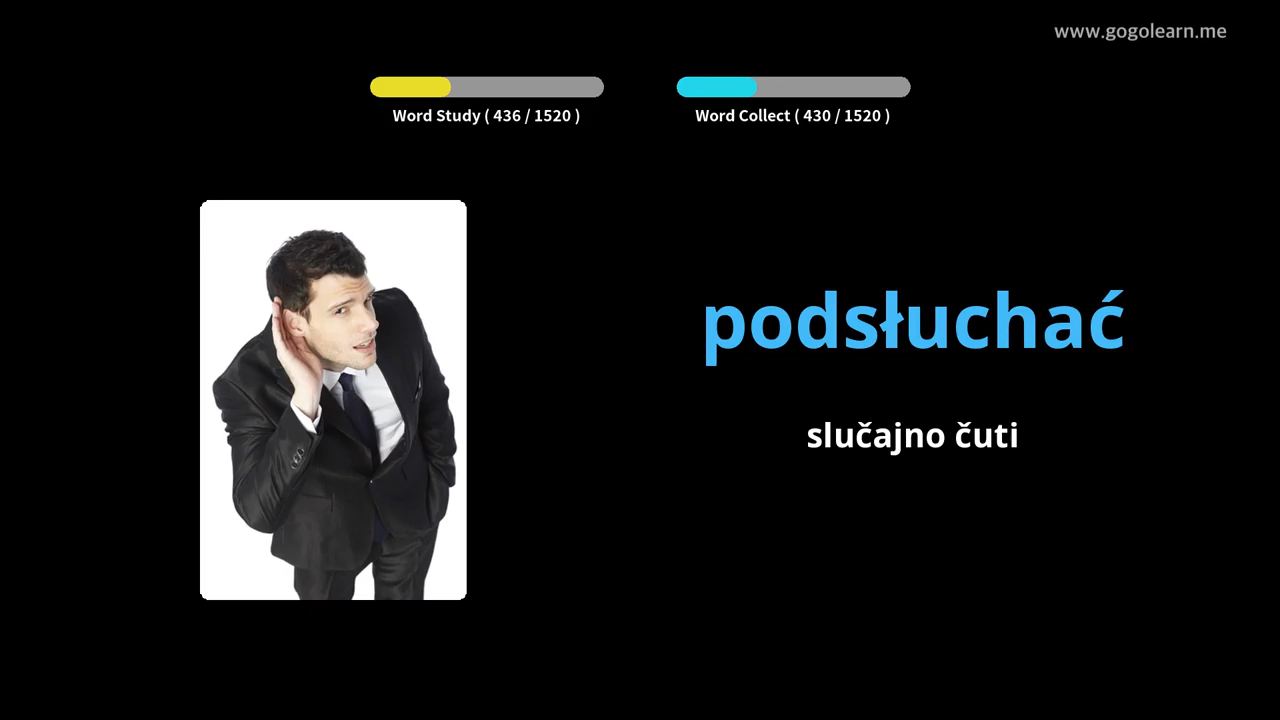 www.gogolearn.me
Word Study ( 436 / 1520 )
Word Collect ( 430 / 1520 )
podsłuchać
slučajno čuti